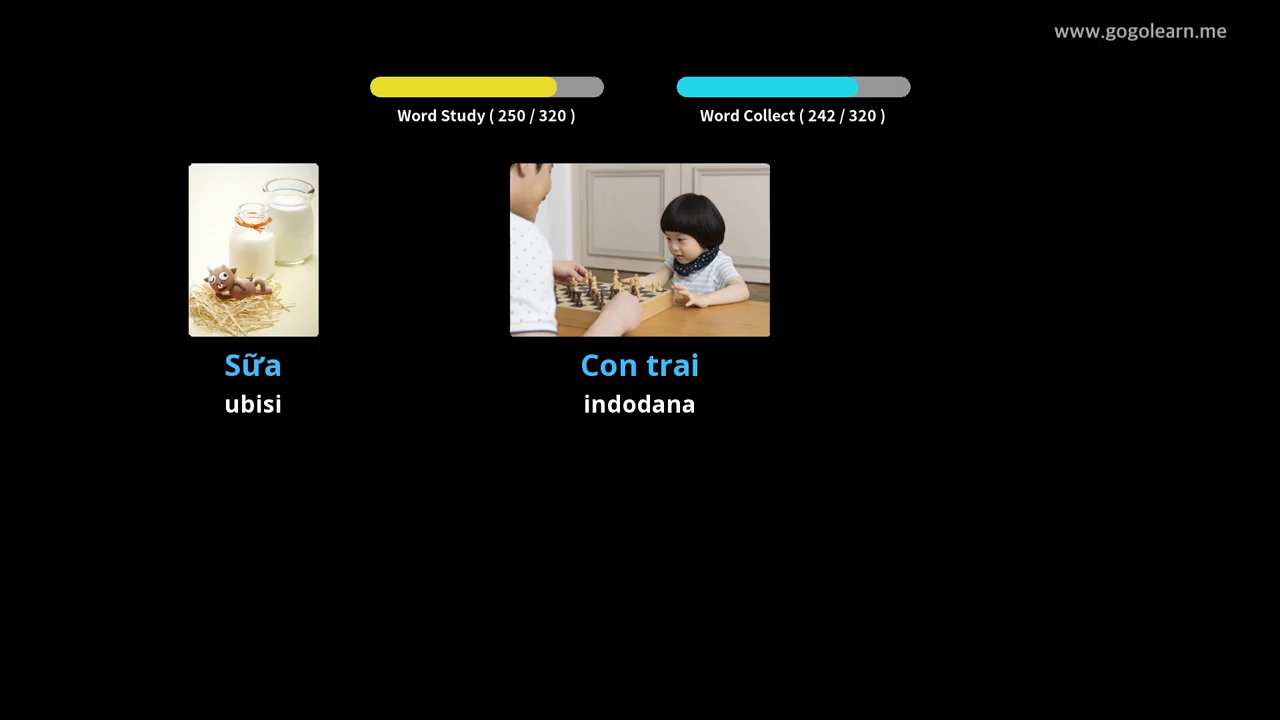 www.gogolearn.me
Word Study ( 250 / 320 )
Word Collect ( 242 / 320 )
Sữa
ubisi
Con trai
indodana